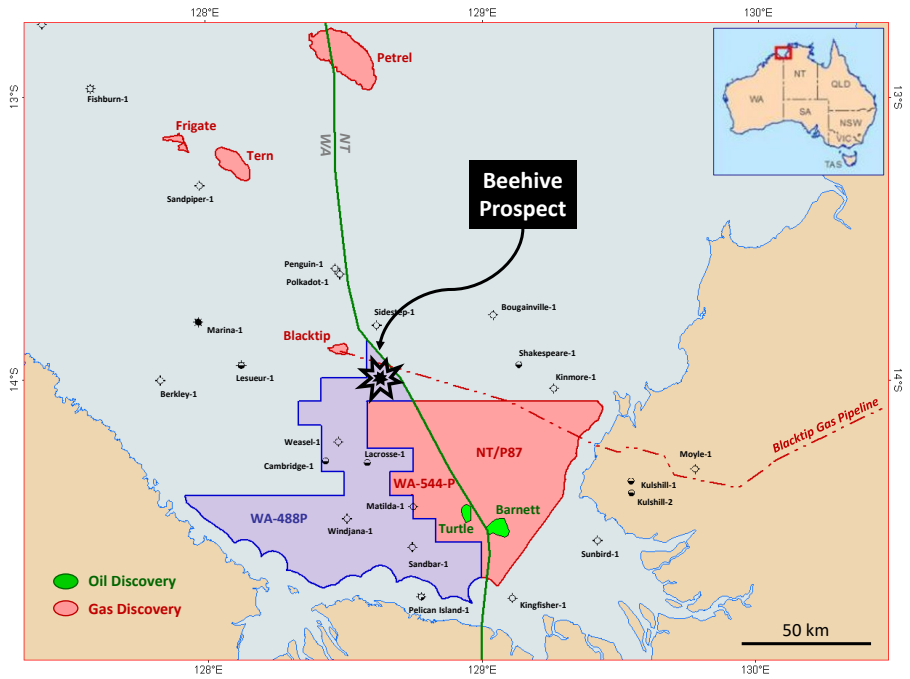 128°E
129°E
130°E
13°S
13°S
14°S
14°S
Petrel
Fishburn-1
Frigate
Tern
Sandpiper-1
NT
WA
Beehive
Prospect
Penguin-1
Polkadot-1
Sidestep-1
Bougainville-1
Marina-1
Blacktip
Lesueur-1
Shakespeare-1
Berkley-1
Kinmore-1
Weasel-1
Lacrosse-1
Cambridge-1
NT/P87
WA-544-P
Blacktip Gas Pipeline
Moyle-1
Kulshill-1
Kulshill-2
WA-488P
Matilda-1
Windjana-1
Turtle
Barnett
Sandbar-1
Sunbird-1
Pelican Island-1
Kingfisher-1
Oil Discovery
Gas Discovery
50 km
128°E
129°E
130°E
WA
NT
QLD
SA
NSW
VIC
TAS